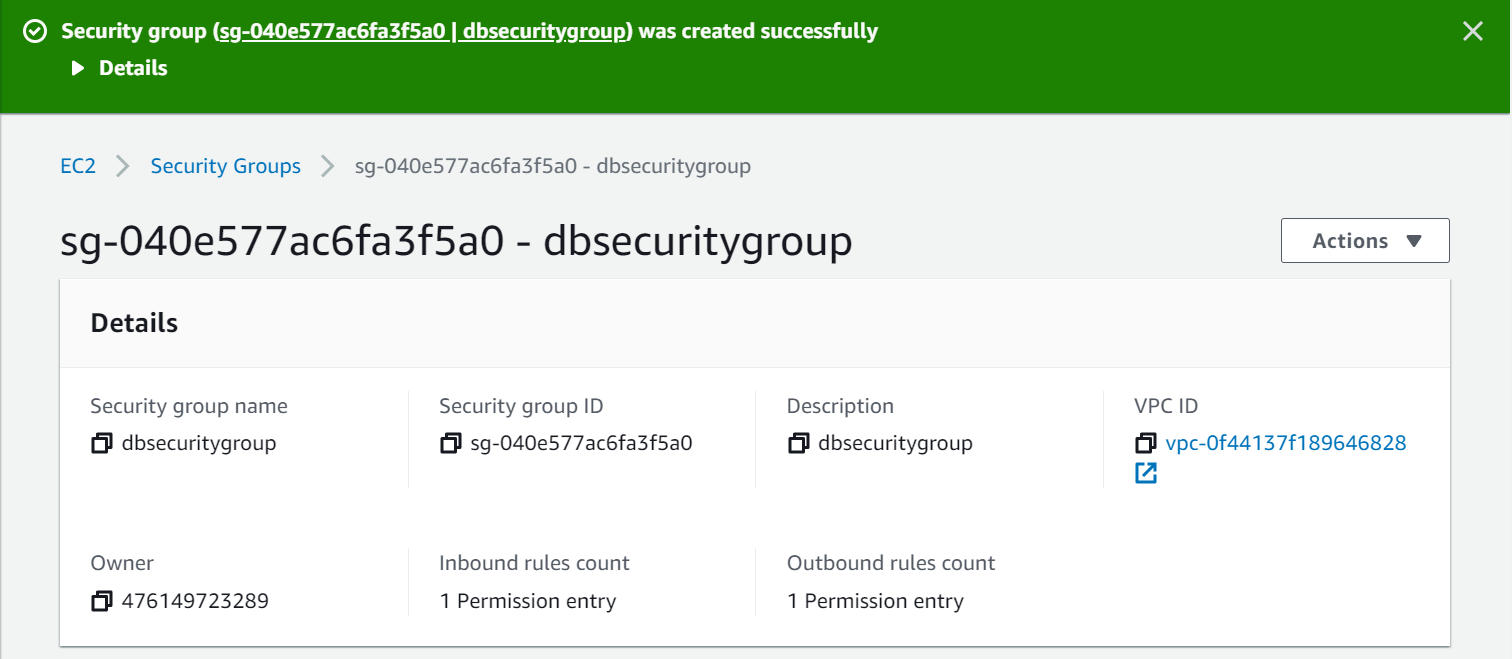 Security group (sg-040e577ac6fa3f5a0 | dbsecuritygroup) was created successfully
Details
EC2 Security Groups sg-040e577ac6fa3f5a0 - dbsecuritygroup
sg-040e577ac6fa3f5a0 - dbsecuritygroup
Actions
Details
Security group name
dbsecuritygroup
Security group ID
sg-040e577ac6fa3f5a0
Description
dbsecuritygroup
VPC ID
vpc-0f44137f189646828
Owner
476149723289
Inbound rules count
1 Permission entry
Outbound rules count
1 Permission entry